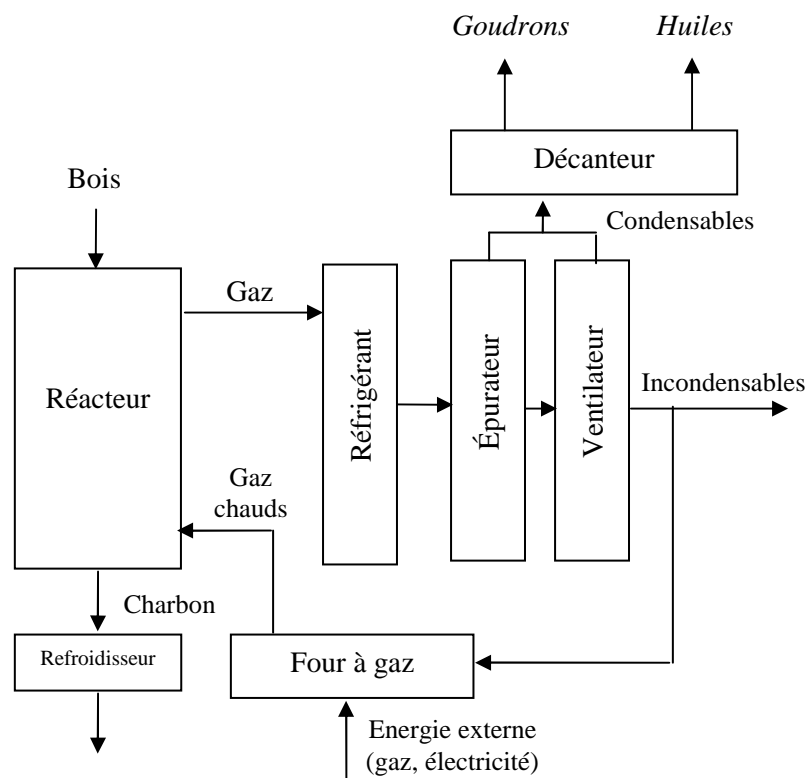 Goudrons
Huiles
Décanteur
Bois
Condensables
Gaz
Réacteur
Réfrigérant
Épurateur
Ventilateur
Incondensables
Gaz
chauds
Charbon
Refroidisseur
Four à gaz
Energie externe
(gaz, électricité)